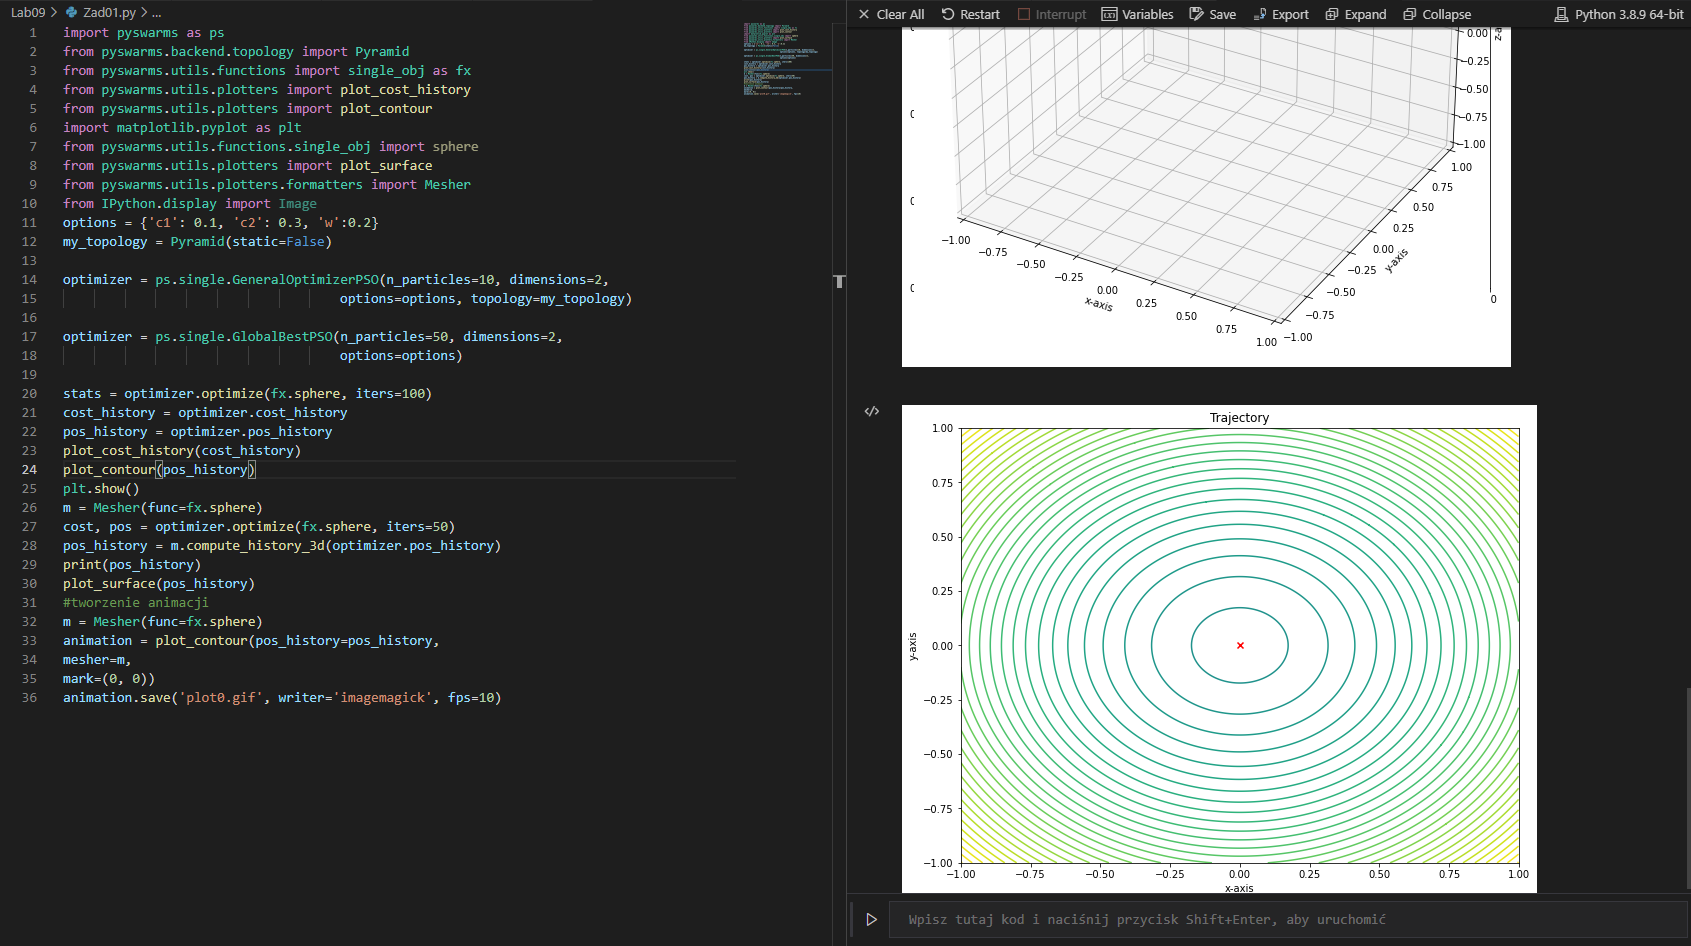 Lab09 > Zad01.py > ...
1 import pyswarms as ps
2 from pyswarms.backend.topology import Pyramid
3 from pyswarms.utils.functions import single_obj as fx
4 from pyswarms.utils.plotters import plot_cost_history
5 from pyswarms.utils.plotters import plot_contour
6 import matplotlib.pyplot as plt
7 from pyswarms.utils.functions.single_obj import sphere
8 from pyswarms.utils.plotters import plot_surface
9 from pyswarms.utils.plotters.formatters import Mesher
10 from IPython.display import Image
11 options = {'c1': 0.1, 'c2': 0.3, 'w':0.2}
12 my_topology = Pyramid(static=False)
13
14 optimizer = ps.single.GeneralOptimizerPSO(n_particles=10, dimensions=2,
15 options=options, topology=my_topology)
16
17 optimizer = ps.single.GlobalBestPSO(n_particles=50, dimensions=2,
18 options=options)
19
20 stats = optimizer.optimize(fx.sphere, iters=100)
21 cost_history = optimizer.cost_history
22 pos_history = optimizer.pos_history
23 plot_cost_history(cost_history)
24 plot_contour(pos_history)
25 plt.show()
26 m = Mesher(func=fx.sphere)
27 cost, pos = optimizer.optimize(fx.sphere, iters=50)
28 pos_history = m.compute_history_3d(optimizer.pos_history)
29 print(pos_history)
30 plot_surface(pos_history)
31 #tworzenie animacji
32 m = Mesher(func=fx.sphere)
33 animation = plot_contour(pos_history=pos_history,
34 mesher=m,
35 mark=(0, 0))
36 animation.save('plot0.gif', writer='imagemagick', fps=10)
Clear All Restart Interrupt Variables Save Export Expand Collapse Python 3.8.9 64-bit
0.00 z-a
−0.25
−0.50
−0.75
−1.00
1.00
0.75
0.50
0.25
0.00
−0.25
−0.50
−0.75
−1.00
y-axis
−1.00
−0.75
−0.50
−0.25
0.00
0.25
0.50
0.75
1.00
x-axis
0
Trajectory
1.00
0.75
0.50
0.25
0.00
−0.25
−0.50
−0.75
−1.00
y-axis
−1.00 −0.75 −0.50 −0.25 0.00 0.25 0.50 0.75 1.00
x-axis
Wpisz tutaj kod i naciśnij przycisk Shift+Enter, aby uruchomić